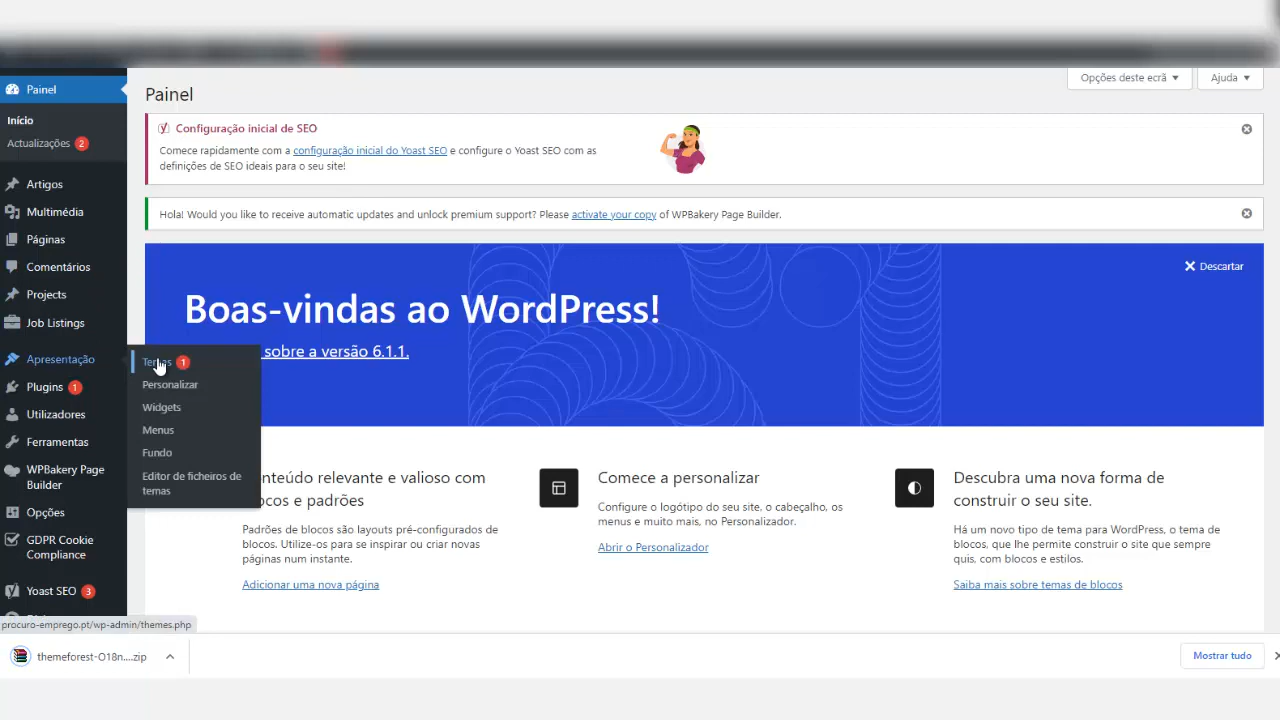 Painel
Opções deste ecrã
Ajuda
Painel
Início
Actualizações 2
Configuração inicial de SEO
Comece rapidamente com a configuração inicial do Yoast SEO e configure o Yoast SEO com as
definições de SEO ideais para o seu site!
Artigos
Multimédia
Páginas
Comentários
Projects
Job Listings
Apresentação
Plugins 1
Utilizadores
Ferramentas
WPBakery Page
Builder
Opções
GDPR Cookie
Compliance
Yoast SEO 3
Hola! Would you like to receive automatic updates and unlock premium support? Please activate your copy of WPBakery Page Builder.
Descartar
Boas-vindas ao WordPress!
sobre a versão 6.1.1.
Temas 1
Personalizar
Widgets
Menus
Fundo
Editor de ficheiros de
temas
conteúdo relevante e valioso com
blocos e padrões
Padrões de blocos são layouts pré-configurados de
blocos. Utilize-os para se inspirar ou criar novas
páginas num instante.
Adicionar uma nova página
Comece a personalizar
Configure o logótipo do seu site, o cabeçalho, os
menus e muito mais, no Personalizador.
Abrir o Personalizador
Descubra uma nova forma de
construir o seu site.
Há um novo tipo de tema para WordPress, o tema de
blocos, que lhe permite construir o site que sempre
quis, com blocos e estilos.
Saiba mais sobre temas de blocos
procuro-emprego.pt/wp-admin/themes.php
themeforest-O18n....zip
Mostrar tudo